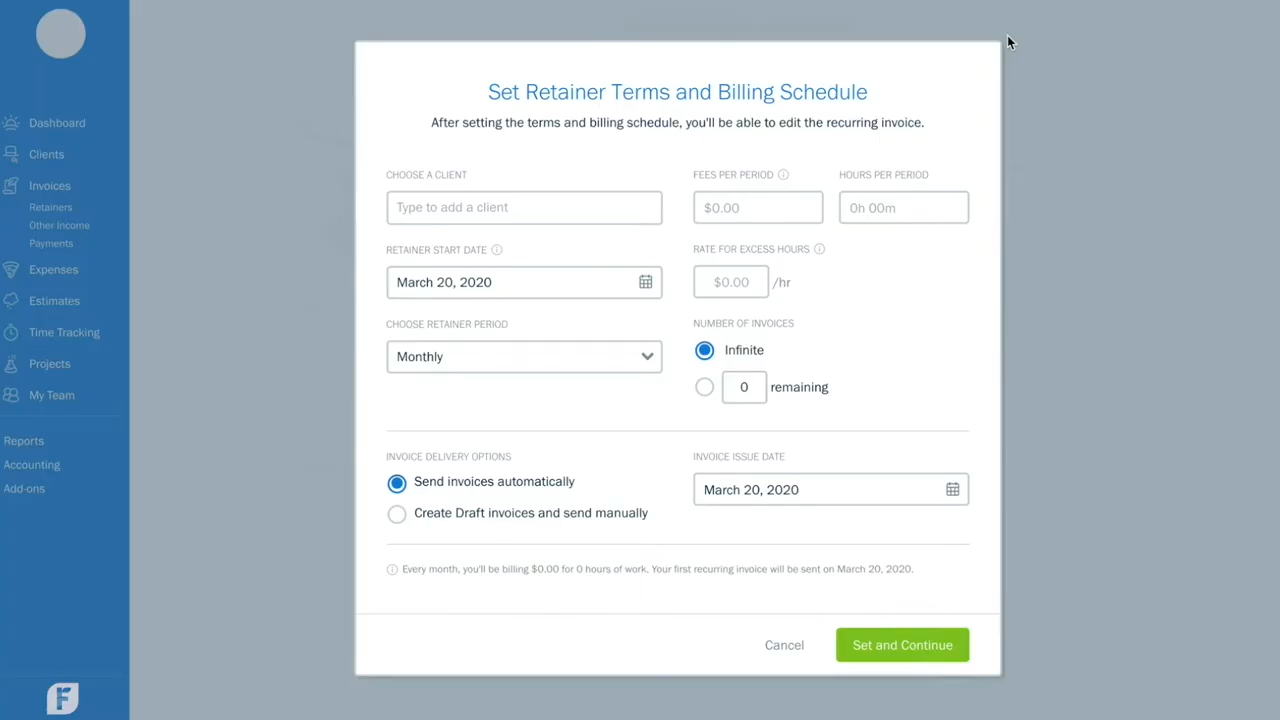 Dashboard
Clients
Invoices
Retainers
Other Income
Payments
Expenses
Estimates
Time Tracking
Projects
My Team
Reports
Accounting
Add-ons
F
Set Retainer Terms and Billing Schedule
After setting the terms and billing schedule, you'll be able to edit the recurring invoice.
CHOOSE A CLIENT
Type to add a client
RETAINER START DATE
March 20, 2020
CHOOSE RETAINER PERIOD
Monthly
FEES PER PERIOD
$0.00
HOURS PER PERIOD
0h 00m
RATE FOR EXCESS HOURS
$0.00 /hr
NUMBER OF INVOICES
Infinite
0 remaining
INVOICE DELIVERY OPTIONS
Send invoices automatically
Create Draft invoices and send manually
INVOICE ISSUE DATE
March 20, 2020
Every month, you'll be billing $0.00 for 0 hours of work. Your first recurring invoice will be sent on March 20, 2020.
Cancel
Set and Continue